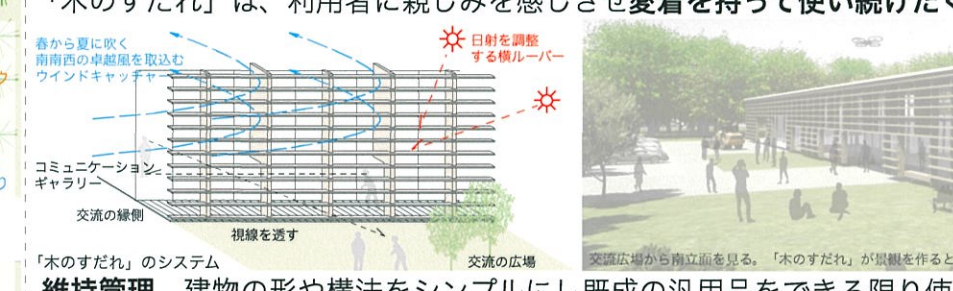 「木のすだれ」は、利用者に親しみを感じさせ愛着を持って使い続けたく
春から夏に吹く
南南西の卓越風を取込む
ウインドキャッチャー
日射を調整
する横ルーバー
コミュニケーション
ギャラリー
交流の縁側
視線を透す
「木のすだれ」のシステム
交流の広場
交流広場から南立面を見る。「木のすだれ」が景観を作ると
維持管理 建物の形や構法をシンプルにし既成の汎用品をできる限り使